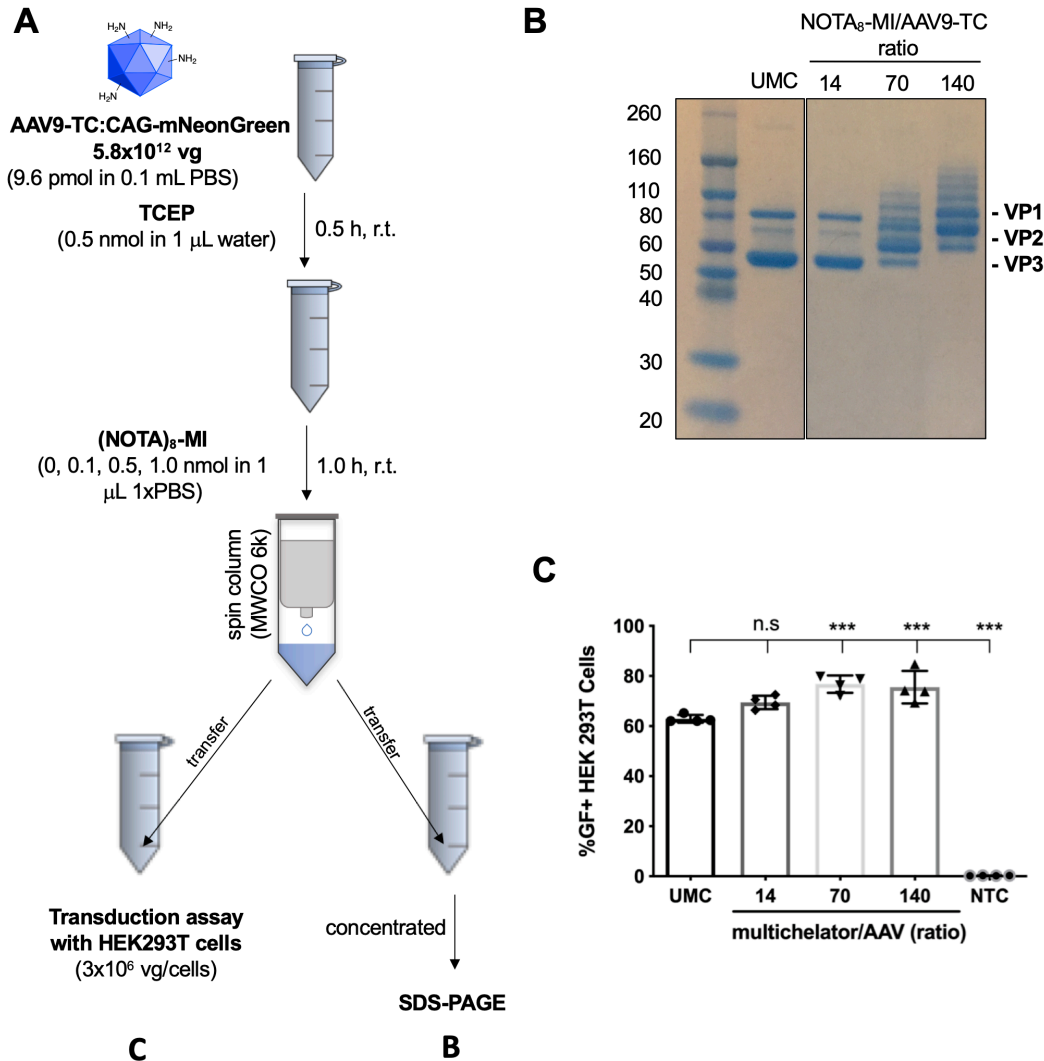 A
H₂N
NH₂
NH₂
H₂N
AAV9-TC:CAG-mNeonGreen
5.8x10¹² vg
(9.6 pmol in 0.1 mL PBS)
TCEP
(0.5 nmol in 1 μL water)
0.5 h, r.t.
(NOTA)₈-MI
(0, 0.1, 0.5, 1.0 nmol in 1
μL 1xPBS)
1.0 h, r.t.
spin column
(MWCO 6k)
transfer
transfer
Transduction assay
with HEK293T cells
(3x10⁶ vg/cells)
concentrated
SDS-PAGE
C
B
B
NOTA₈-MI/AAV9-TC
ratio
UMC 14 70 140
260
160
110
80
60
50
40
30
20
- VP1
- VP2
- VP3
C
%GF+ HEK 293T Cells
100
80
60
40
20
0
n.s *** *** ***
UMC 14 70 140 NTC
multichelator/AAV (ratio)